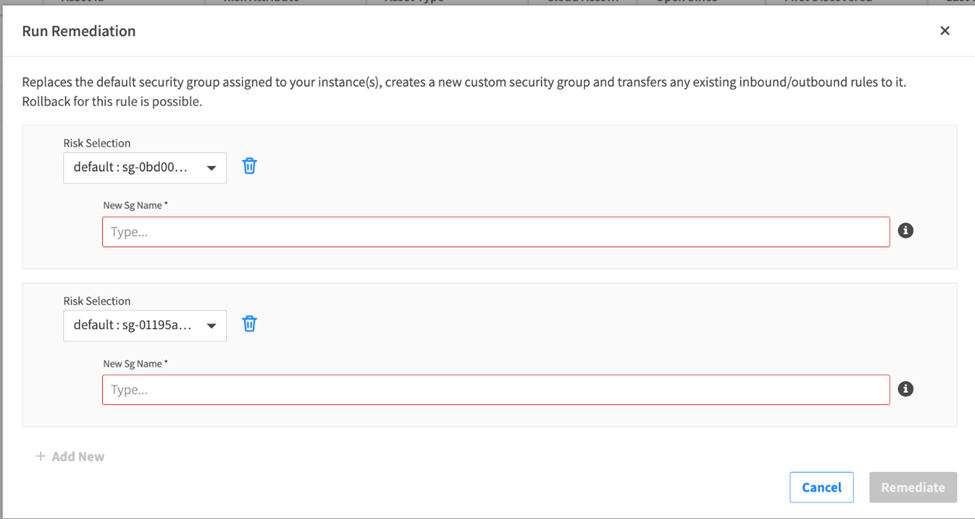 Run Remediation
Replaces the default security group assigned to your instance(s), creates a new custom security group and transfers any existing inbound/outbound rules to it.
Rollback for this rule is possible.
Risk Selection
default : sg-0bd00...
New Sg Name *
Type...
Risk Selection
default : sg-01195a...
New Sg Name *
Type...
+ Add New
Cancel
Remediate